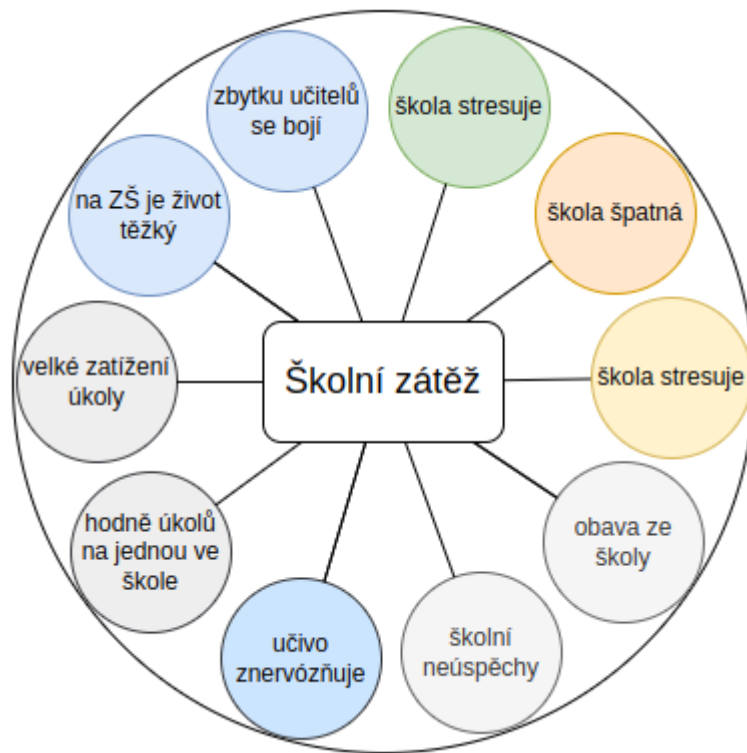 zbytku učitelů
se bojí
škola stresuje
na ZŠ je život
těžký
škola špatná
velké zatížení
úkoly
Školní zátěž
škola stresuje
hodně úkolů
na jednou ve
škole
obava ze
školy
učivo
znervózňuje
školní
neúspěchy